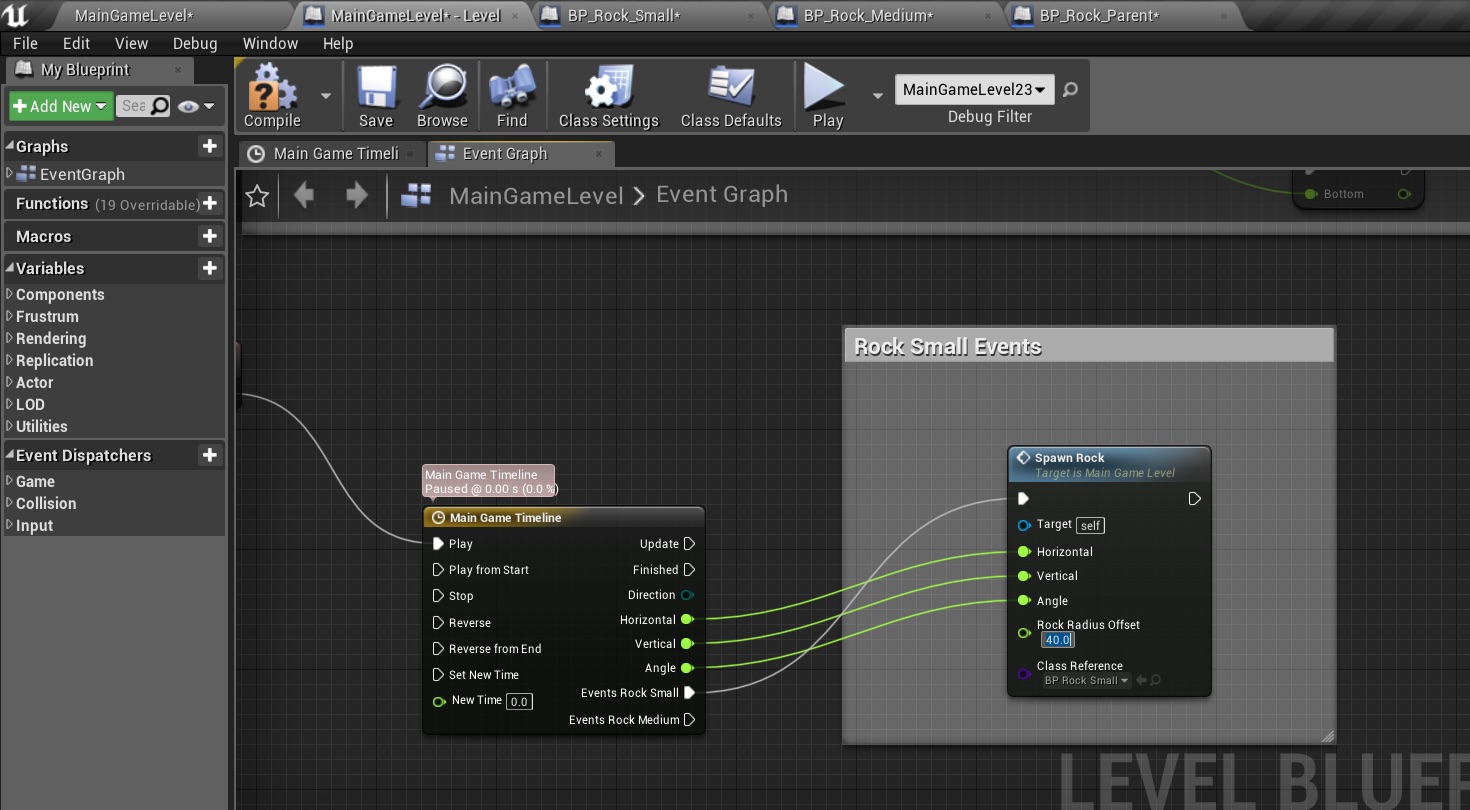 MainGameLevel*
MainGameLevel* - Level
BP_Rock_Small*
BP_Rock_Medium*
BP_Rock_Parent*
File Edit View Debug Window Help
My Blueprint
Add New
Sea
Compile
Save
Browse
Find
Class Settings
Class Defaults
Play
MainGameLevel23
Debug Filter
Graphs
EventGraph
Functions (19 Overridable)
Macros
Variables
Components
Frustrum
Rendering
Replication
Actor
LOD
Utilities
Event Dispatchers
Game
Collision
Input
Main Game Timeli
Event Graph
MainGameLevel > Event Graph
Bottom
Rock Small Events
Main Game Timeline
Paused @ 0.00 s (0.0 %)
Main Game Timeline
Play
Play from Start
Stop
Reverse
Reverse from End
Set New Time
New Time 0.0
Update
Finished
Direction
Horizontal
Vertical
Angle
Events Rock Small
Events Rock Medium
Spawn Rock
Target is Main Game Level
Target self
Horizontal
Vertical
Angle
Rock Radius Offset
40.0
Class Reference
BP Rock Small
LEVEL BLUEP